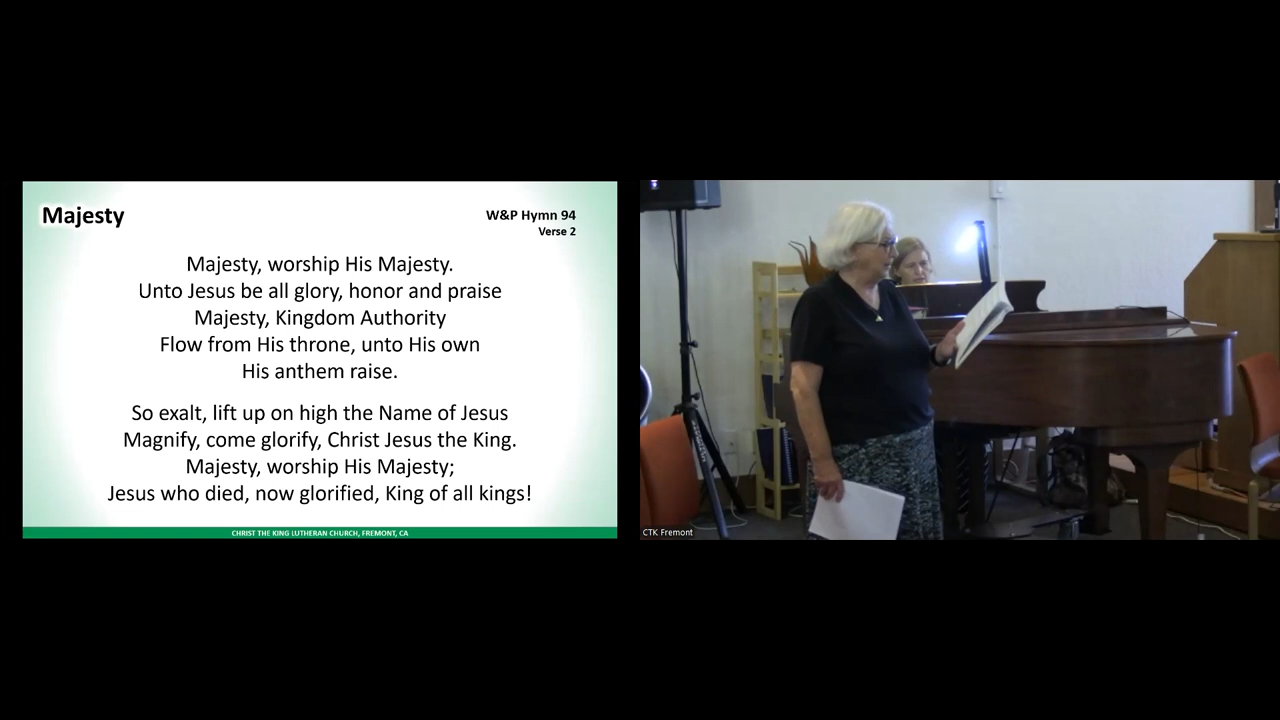 Majesty
W&P Hymn 94
Verse 2
Majesty, worship His Majesty.
Unto Jesus be all glory, honor and praise
Majesty, Kingdom Authority
Flow from His throne, unto His own
His anthem raise.
So exalt, lift up on high the Name of Jesus
Magnify, come glorify, Christ Jesus the King.
Majesty, worship His Majesty;
Jesus who died, now glorified, King of all kings!
CHRIST THE KING LUTHERAN CHURCH, FREMONT, CA
CTK Fremont